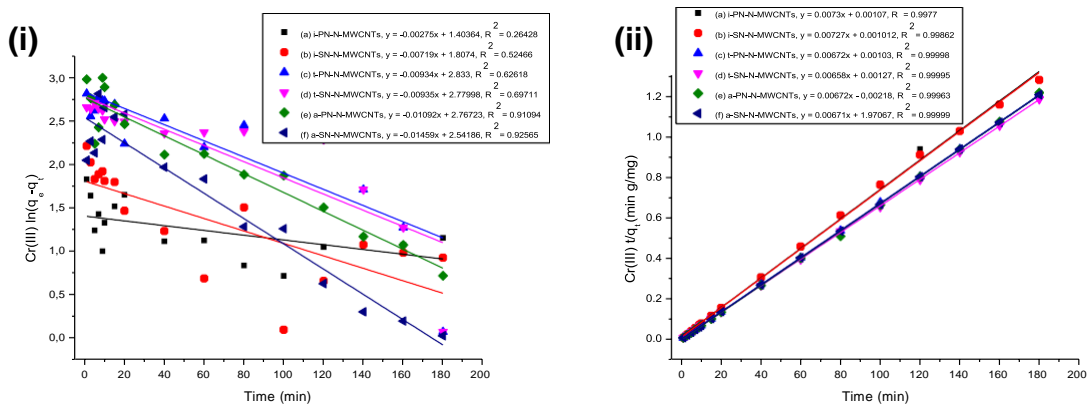 (i)
(a) i-PN-N-MWCNTs, y = -0.00275x + 1.40364, R² = 0.26428
(b) i-SN-N-MWCNTs, y = -0.00719x + 1.8074, R² = 0.52466
(c) t-PN-N-MWCNTs, y = -0.00934x + 2.833, R² = 0.62618
(d) t-SN-N-MWCNTs, y = -0.00935x + 2.77998, R² = 0.69711
(e) a-PN-N-MWCNTs, y = -0.01092x + 2.76723, R² = 0.91094
(f) a-SN-N-MWCNTs, y = -0.01459x + 2.54186, R² = 0.92565
Cr(III) ln(qₑ-qₜ)
3,0
2,5
2,0
1,5
1,0
0,5
0,0
0 20 40 60 80 100 120 140 160 180 200
Time (min)
(ii)
(a) i-PN-N-MWCNTs, y = 0.0073x + 0.00107, R² = 0.9977
(b) i-SN-N-MWCNTs, y = 0.00727x + 0.001012, R² = 0.99862
(c) t-PN-N-MWCNTs, y = 0.00672x + 0.00103, R² = 0.99998
(d) t-SN-N-MWCNTs, y = 0.00658x + 0.00127, R² = 0.99995
(e) a-PN-N-MWCNTs, y = 0.00672x - 0,00218, R² = 0.99963
(f) a-SN-N-MWCNTs, y = 0.00671x + 1,97067, R² = 0.99999
Cr(III) t/qₜ(min g/mg)
1.2
1.0
0.8
0.6
0.4
0.2
0.0
0 20 40 60 80 100 120 140 160 180 200
Time (min)